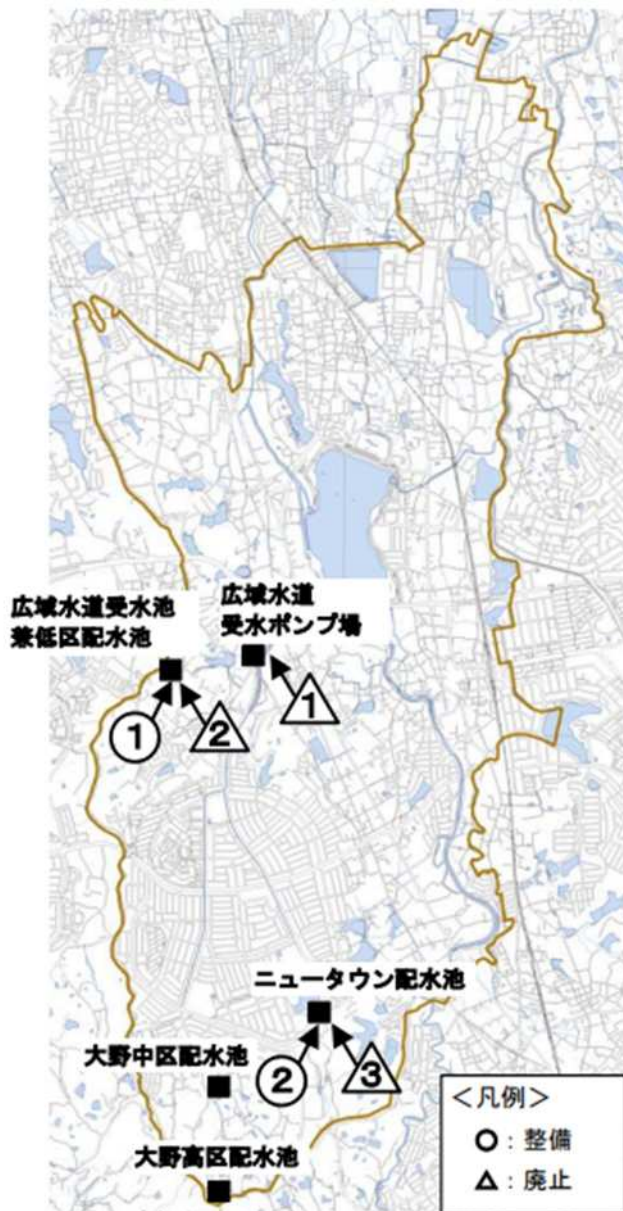 広域水道受水池
兼低区配水池
広域水道
受水ポンプ場
1
2
1
ニュータウン配水池
大野中区配水池
2
3
大野高区配水池
<凡例>
○：整備
△：廃止